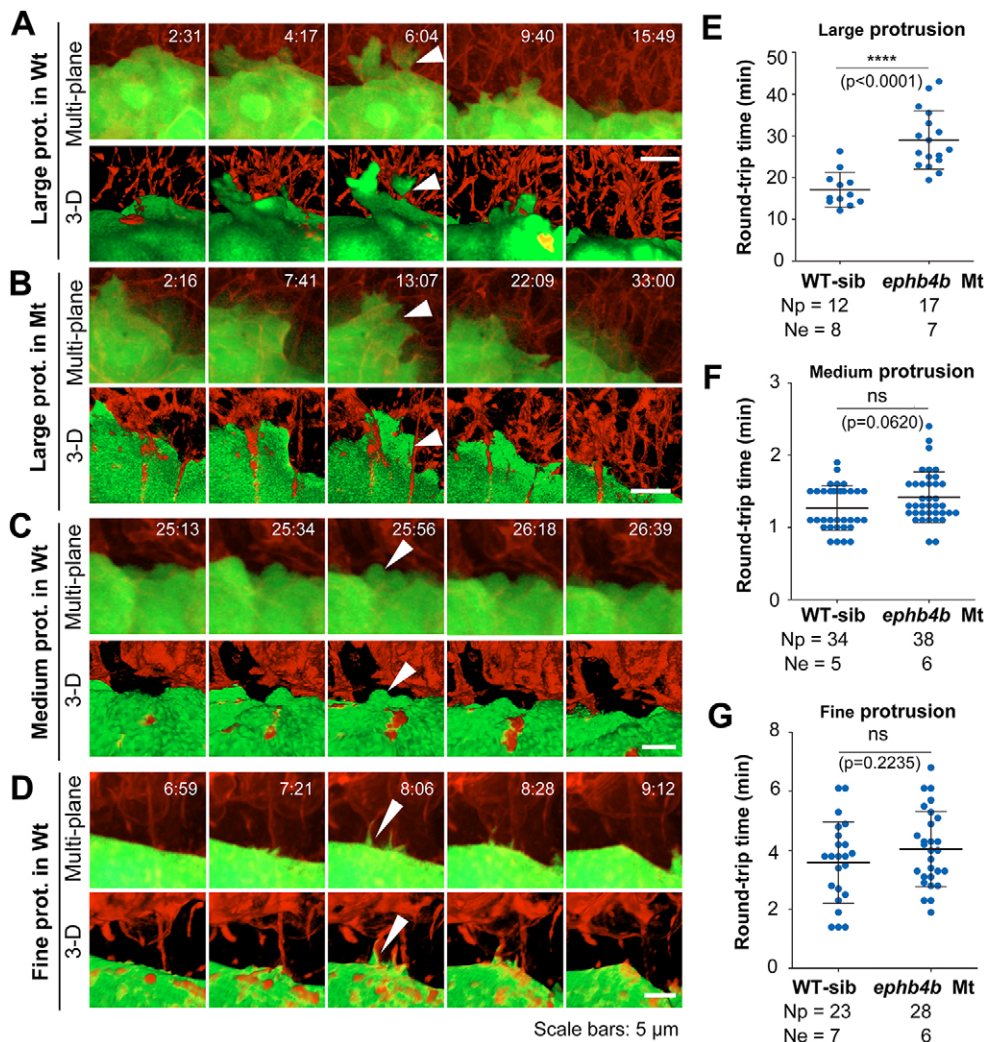 A
Large prot. in Wt
Multi-plane
2:31 4:17 6:04 9:40 15:49
3-D
B
Large prot. in Mt
Multi-plane
2:16 7:41 13:07 22:09 33:00
3-D
C
Medium prot. in Wt
Multi-plane
25:13 25:34 25:56 26:18 26:39
3-D
D
Fine prot. in Wt
Multi-plane
6:59 7:21 8:06 8:28 9:12
3-D
Scale bars: 5 µm
E
Large protrusion
****
(p<0.0001)
Round-trip time (min)
50
40
30
20
10
0
WT-sib ephb4b Mt
Np = 12 17
Ne = 8 7
F
Medium protrusion
ns
(p=0.0620)
Round-trip time (min)
3
2
1
0
WT-sib ephb4b Mt
Np = 34 38
Ne = 5 6
G
Fine protrusion
ns
(p=0.2235)
Round-trip time (min)
8
6
4
2
0
WT-sib ephb4b Mt
Np = 23 28
Ne = 7 6